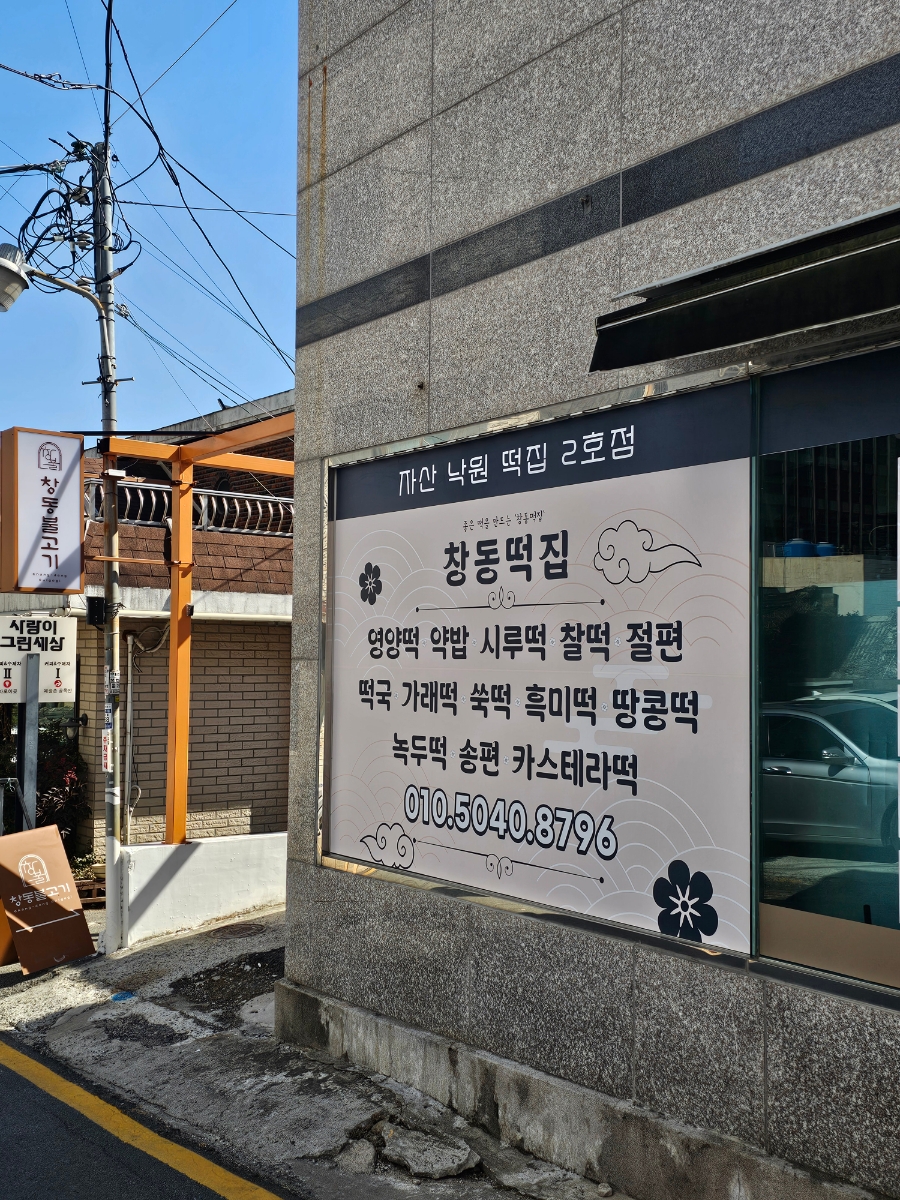 자산 낙원 떡집 2호점
좋은 떡을 만드는 '창동떡집'
창동떡집
영양떡 약밥 시루떡 찰떡 절편
떡국 가래떡 쑥떡 흑미떡 땅콩떡
녹두떡 송편 카스테라떡
010.5040.8796
창동불고기
사람이
그린세상
II
I
창동불고기